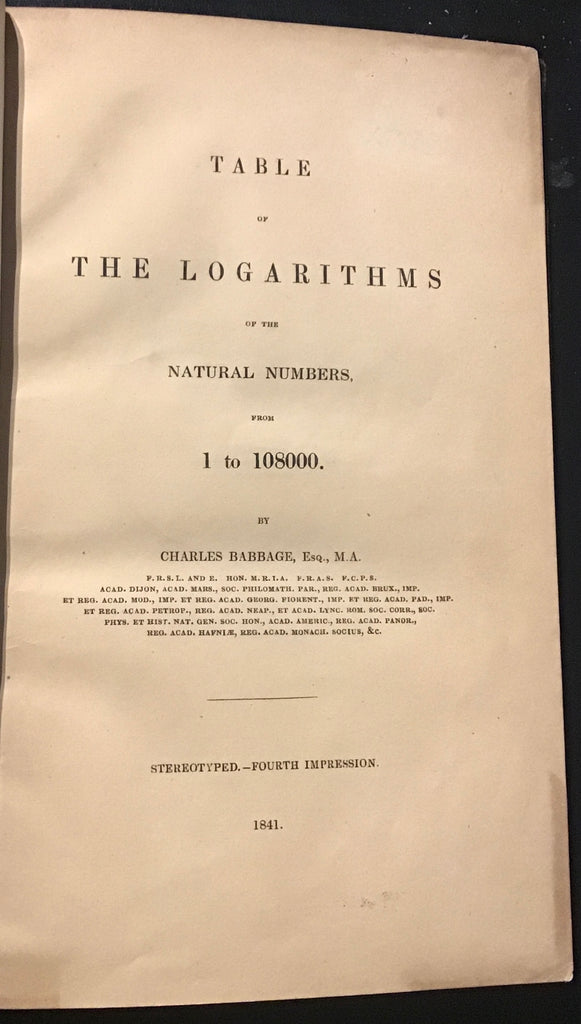 TABLE
OF
THE LOGARITHMS
OF THE
NATURAL NUMBERS,
FROM
1 to 108000.
BY
CHARLES BABBAGE, Esq., M.A.
F.R.S.L. AND E. HON. M.R.I.A. F.R.A.S. F.C.P.S.
ACAD. DIJON, ACAD. MARS., SOC. PHILOMATH. PAR., REG. ACAD. BRUX., IMP.
ET REG. ACAD. MOD., IMP. ET REG. ACAD. GEORG. FIORENT., IMP. ET REG. ACAD. PAD., IMP.
ET REG. ACAD. PETROP., REG. ACAD. NEAP., ET ACAD. LYNC. ROM. SOC. CORR., SOC.
PHYS. ET HIST. NAT. GEN. SOC. HON., ACAD. AMERIC., REG. ACAD. PANOR.,
REG. ACAD. HAFNIÆ, REG. ACAD. MONACH. SOCIUS, &c.
STEREOTYPED.—FOURTH IMPRESSION.
1841.